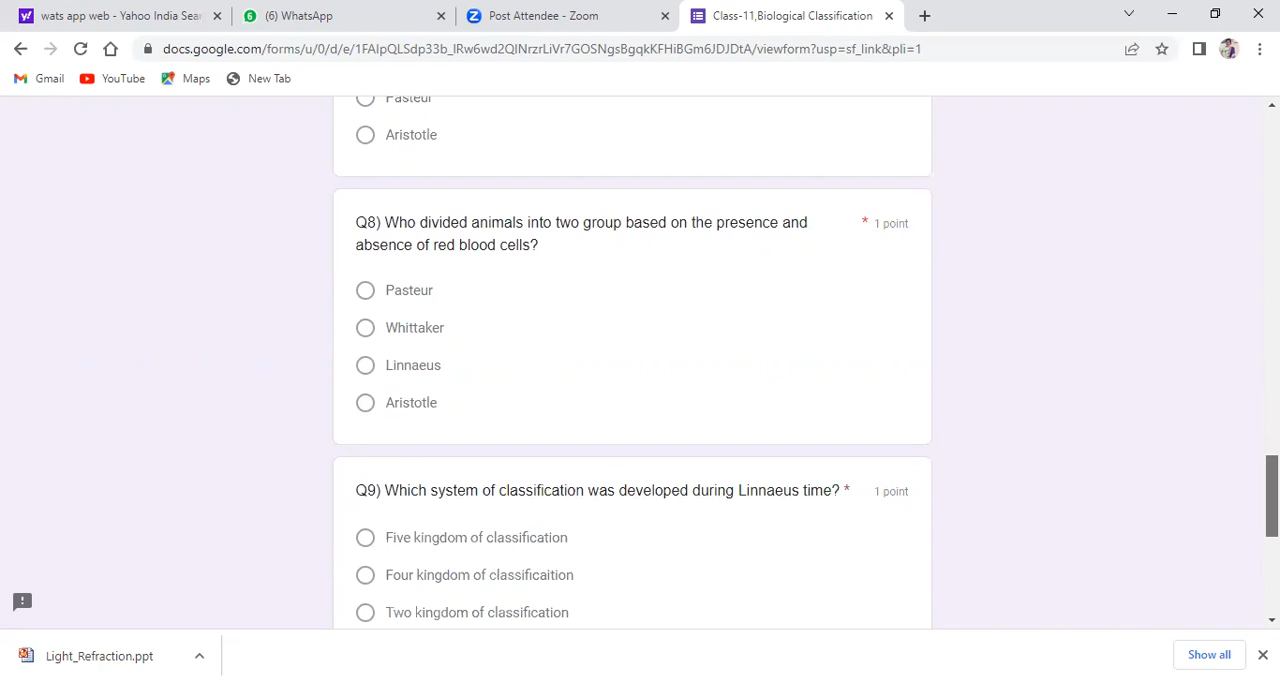 wats app web - Yahoo India Sear
(6) WhatsApp
Post Attendee - Zoom
Class-11,Biological Classification
docs.google.com/forms/u/0/d/e/1FAIpQLSdp33b_lRw6wd2QINrzrLiVr7GOSNgsBgqkKFHiBGm6JDJDtA/viewform?usp=sf_link&pli=1
Gmail
YouTube
Maps
New Tab
Pasteur
Aristotle
Q8) Who divided animals into two group based on the presence and
* 1 point
absence of red blood cells?
Pasteur
Whittaker
Linnaeus
Aristotle
Q9) Which system of classification was developed during Linnaeus time? *
1 point
Five kingdom of classification
Four kingdom of classificaition
Two kingdom of classification
Light_Refraction.ppt
Show all